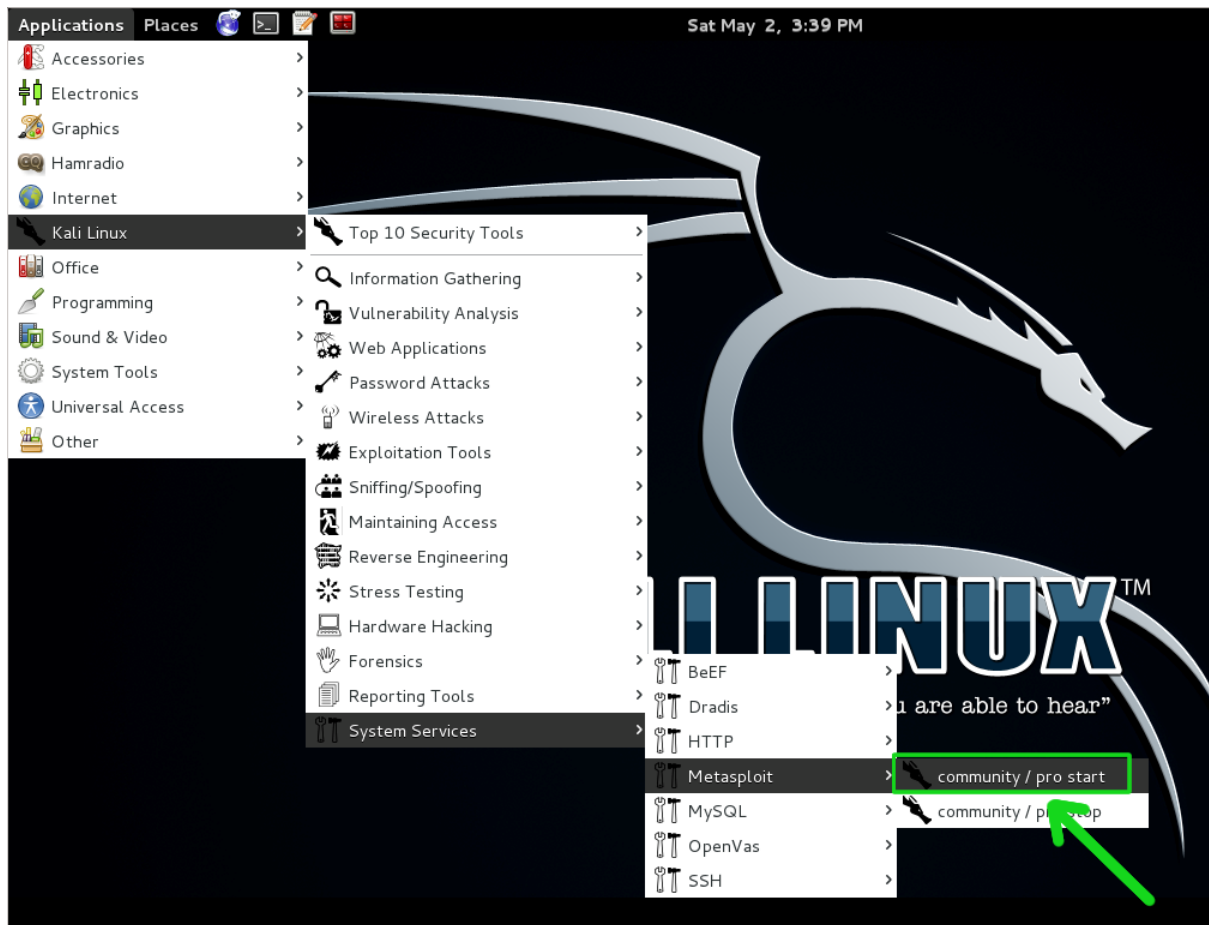 Applications Places Sat May 2, 3:39 PM
Accessories
Electronics
Graphics
Hamradio
Internet
Kali Linux
Office
Programming
Sound & Video
System Tools
Universal Access
Other
Top 10 Security Tools
Information Gathering
Vulnerability Analysis
Web Applications
Password Attacks
Wireless Attacks
Exploitation Tools
Sniffing/Spoofing
Maintaining Access
Reverse Engineering
Stress Testing
Hardware Hacking
Forensics
Reporting Tools
System Services
BeEF
Dradis
HTTP
Metasploit
MySQL
OpenVas
SSH
community / pro start
community /
LINUX™
are able to hear”